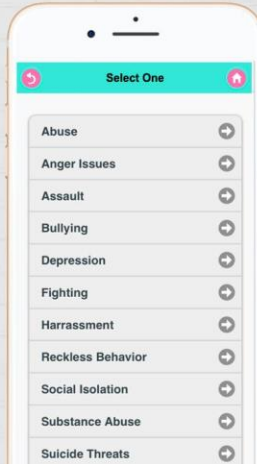 Select One
Abuse
Anger Issues
Assault
Bullying
Depression
Fighting
Harrassment
Reckless Behavior
Social Isolation
Substance Abuse
Suicide Threats